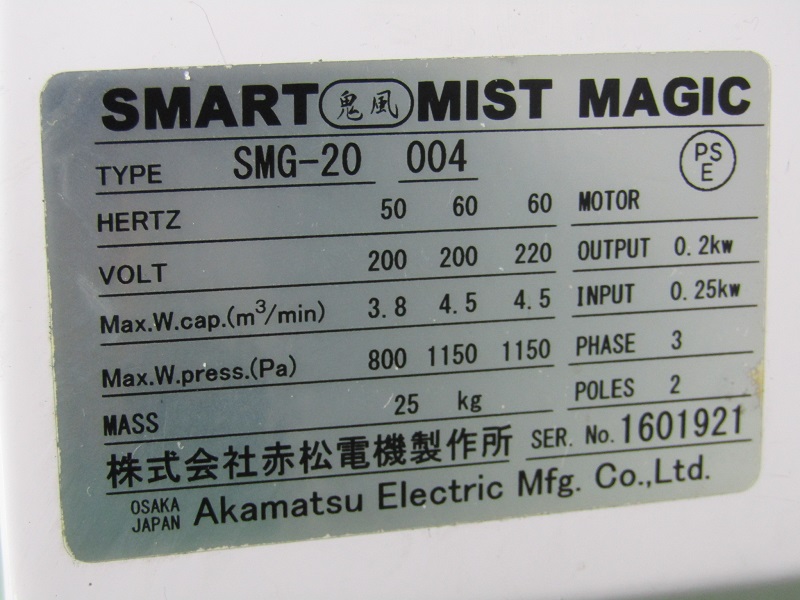 SMART 鬼風 MIST MAGIC
TYPE SMG-20 004
PS E
HERTZ 50 60 60
MOTOR
VOLT 200 200 220
OUTPUT 0.2kw
Max.W.cap.(m³/min) 3.8 4.5 4.5
INPUT 0.25kw
Max.W.press.(Pa) 800 1150 1150
PHASE 3
MASS 25 kg
POLES 2
株式会社赤松電機製作所
SER. No. 1601921
OSAKA JAPAN Akamatsu Electric Mfg. Co.,Ltd.